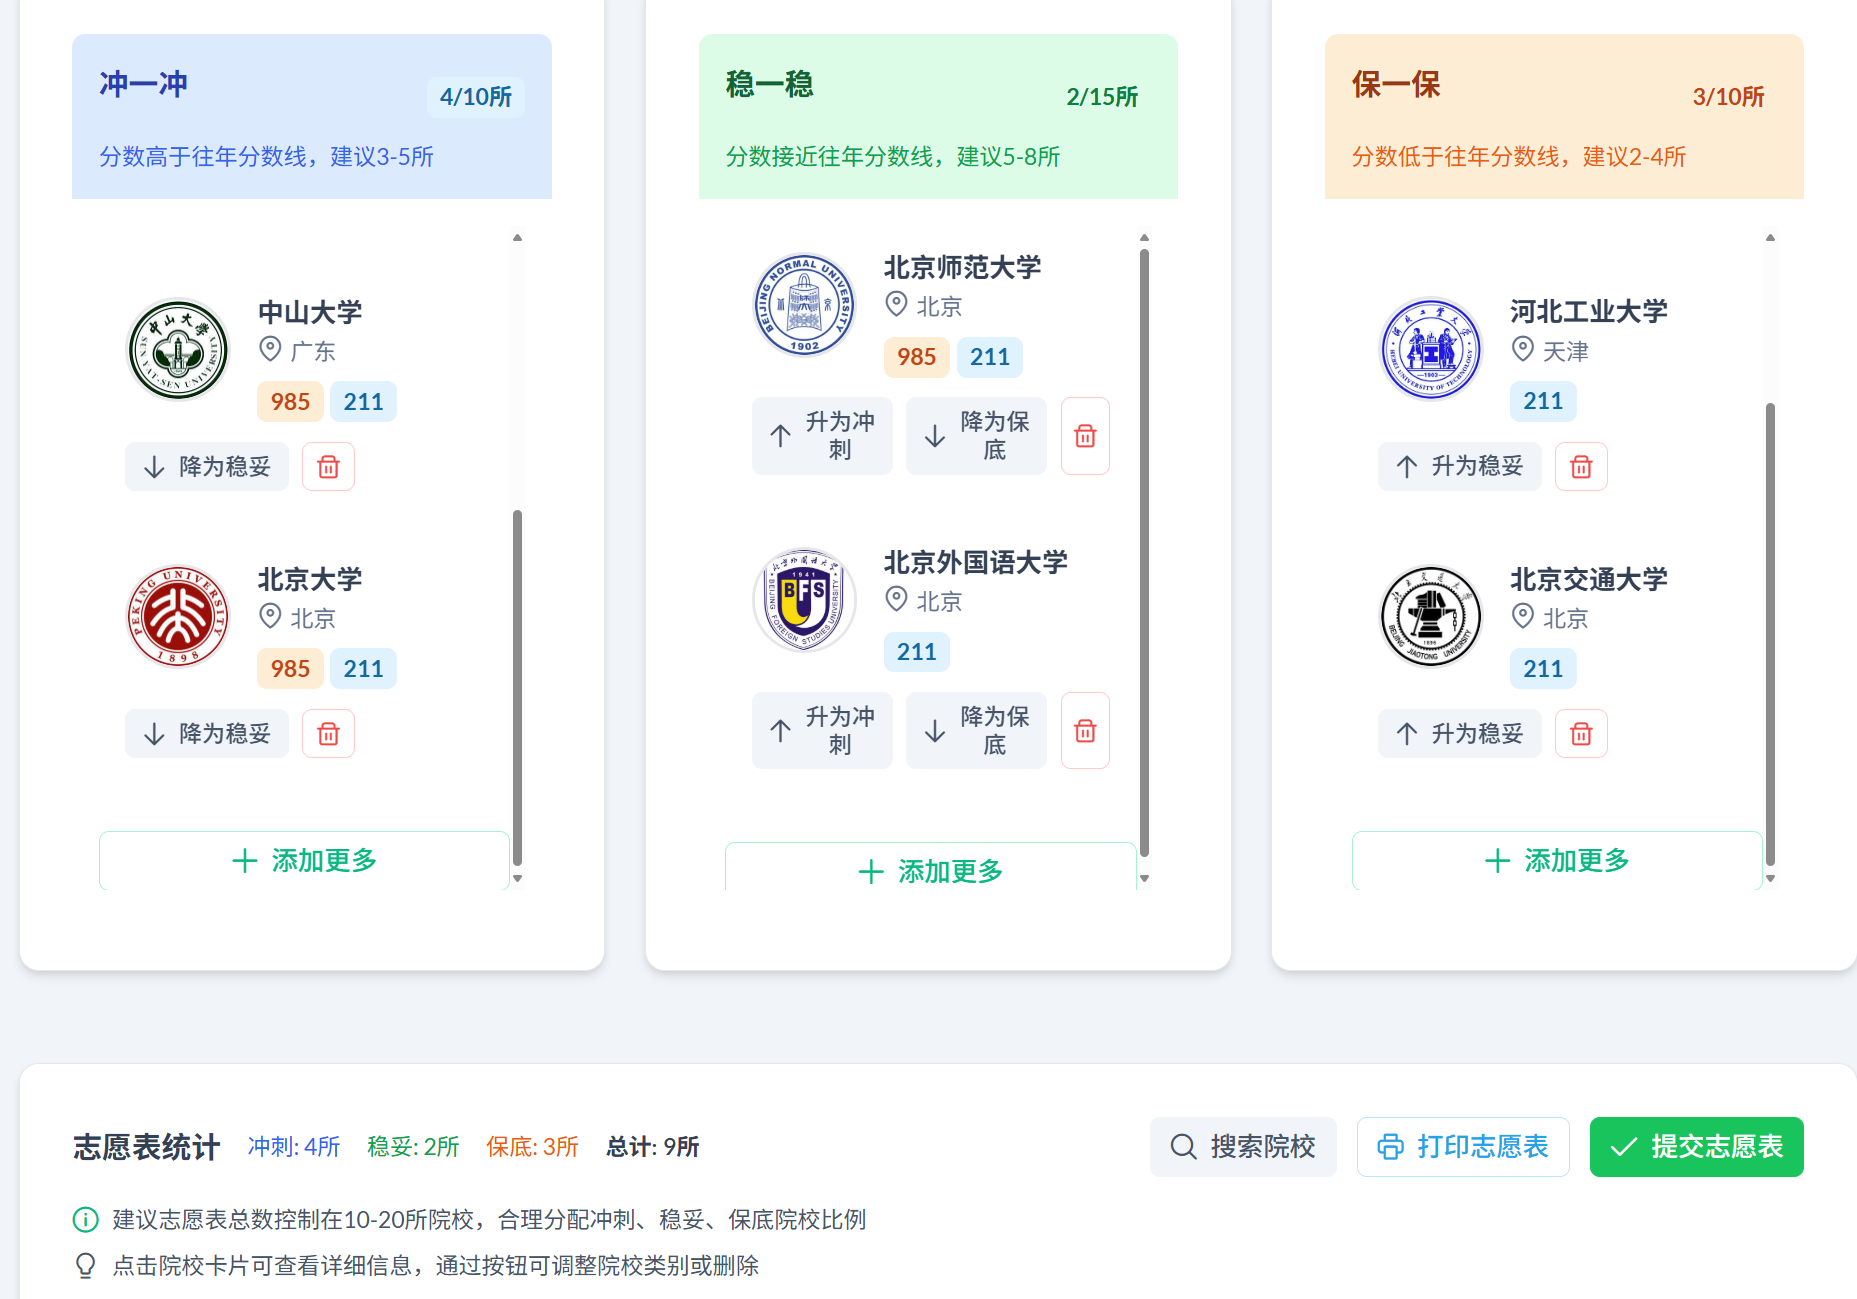 冲一冲
4/10所
分数高于往年分数线，建议3-5所
中山大学
广东
985
211
降为稳妥
北京大学
北京
985
211
降为稳妥
添加更多
稳一稳
2/15所
分数接近往年分数线，建议5-8所
北京师范大学
北京
985
211
升为冲
刺
降为保
底
北京外国语大学
北京
211
升为冲
刺
降为保
底
添加更多
保一保
3/10所
分数低于往年分数线，建议2-4所
河北工业大学
天津
211
升为稳妥
北京交通大学
北京
211
升为稳妥
添加更多
志愿表统计
冲刺: 4所
稳妥: 2所
保底: 3所
总计: 9所
搜索院校
打印志愿表
提交志愿表
建议志愿表总数控制在10-20所院校，合理分配冲刺、稳妥、保底院校比例
点击院校卡片可查看详细信息，通过按钮可调整院校类别或删除